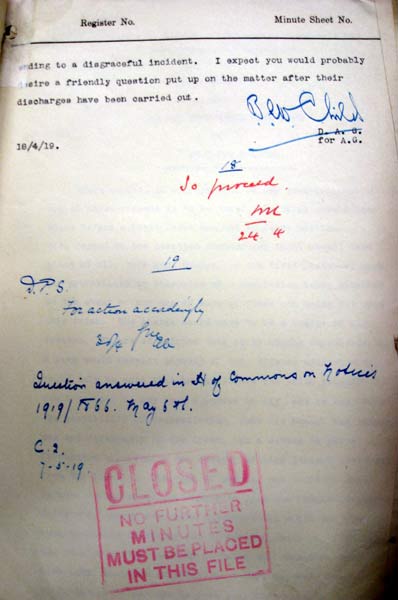 Register No. Minute Sheet No.
ending to a disgraceful incident. I expect you would probably
desire a friendly question put up on the matter after their
discharges have been carried out.
B.E.W. Child
D. A. G.
for A.G.
18/4/19.
18
So proceed.
24.4
19
D.P.S.
For action accordingly
Question answered in H of Commons on Notice
1919/1866. May 6th.
C.2.
7-5-19.
CLOSED
NO FURTHER
MINUTES
MUST BE PLACED
IN THIS FILE